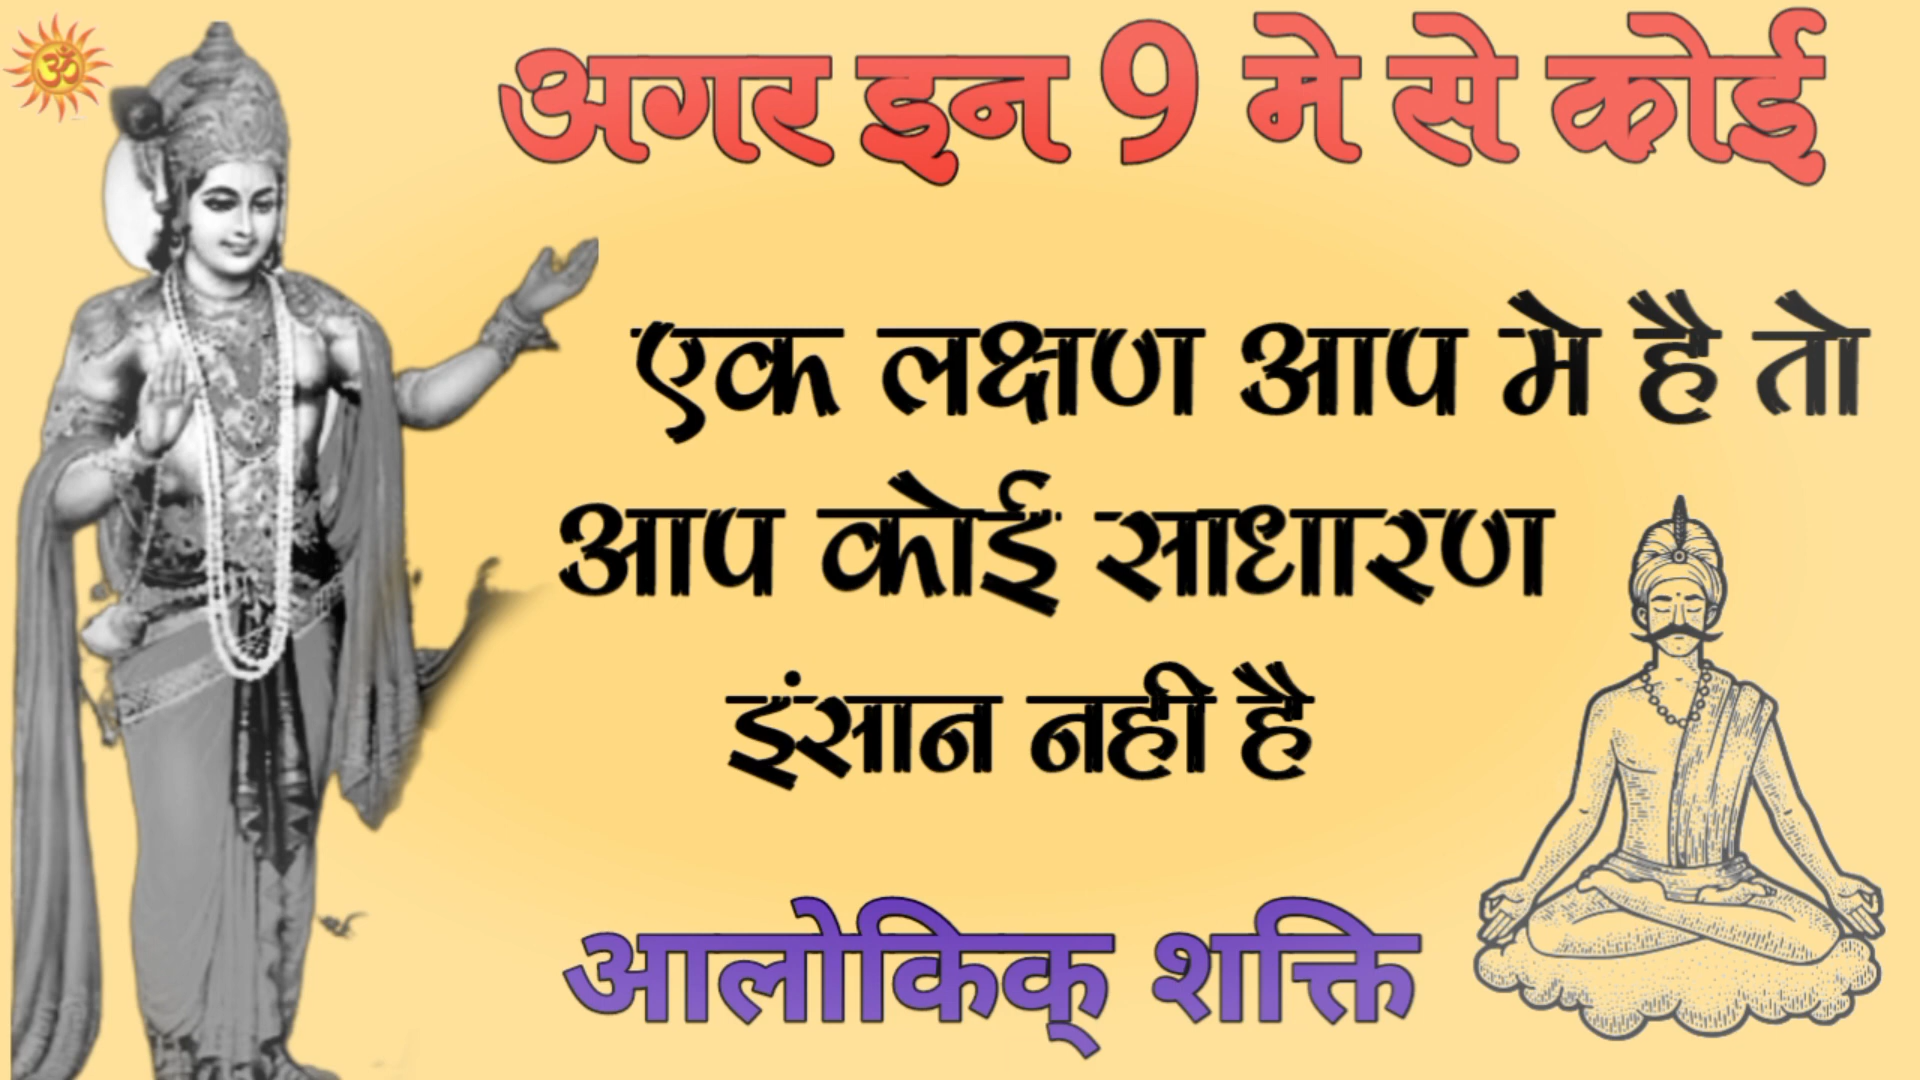 ॐ
अगर इन 9 मे से कोई
एक लक्षण आप मे है तो
आप कोई साधारण
इंसान नही है
आलोकिक् शक्ति